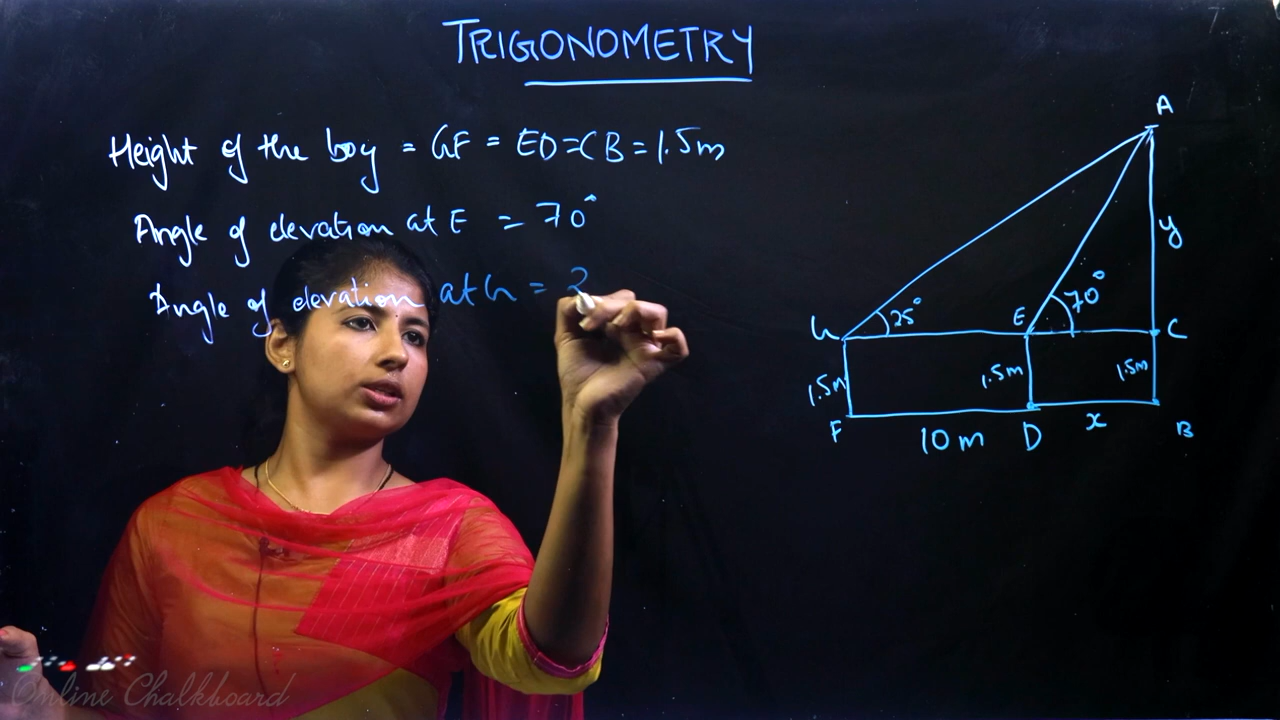 TRIGONOMETRY
Height of the boy = GF = ED = CB = 1.5m
Angle of elevation at E = 70°
Angle of elevation at G = 2
A
y
70°
25°
G
E
C
1.5m
1.5m
1.5m
F
10 m
D
x
B
Online Chalkboard